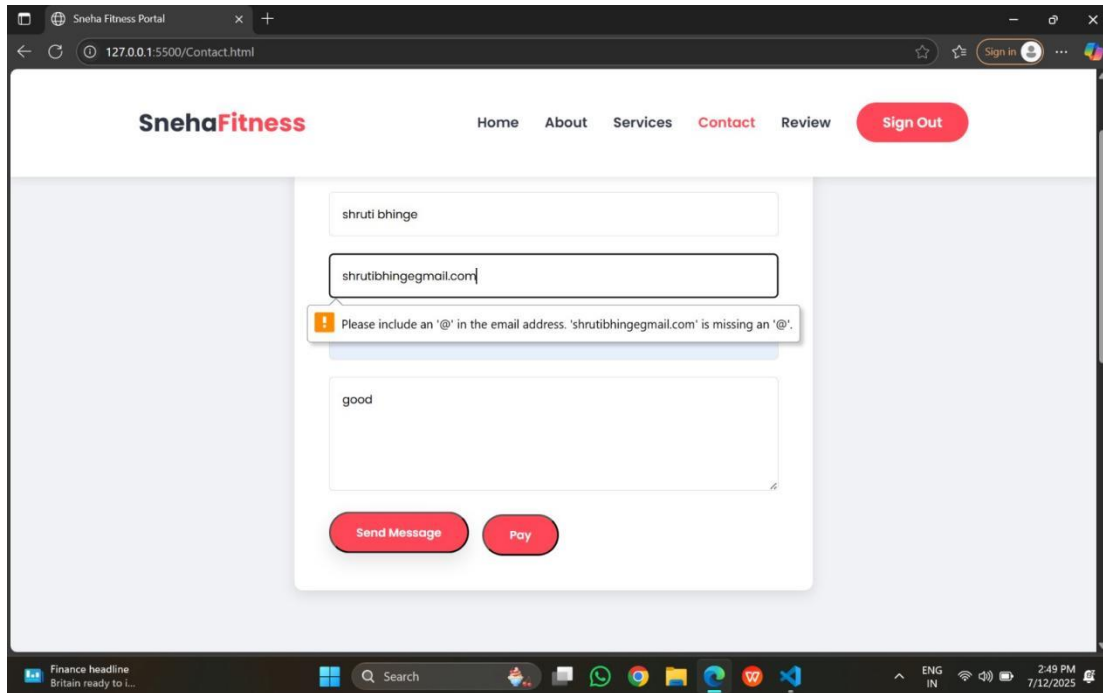 Sneha Fitness Portal
127.0.0.1:5500/Contact.html
Sign in
SnehaFitness
Home About Services Contact Review Sign Out
shruti bhinge
shrutibhingegmail.com
Please include an '@' in the email address. 'shrutibhingegmail.com' is missing an '@'.
good
Send Message Pay
Finance headline
Britain ready to i...
Search
ENG
IN
2:49 PM
7/12/2025